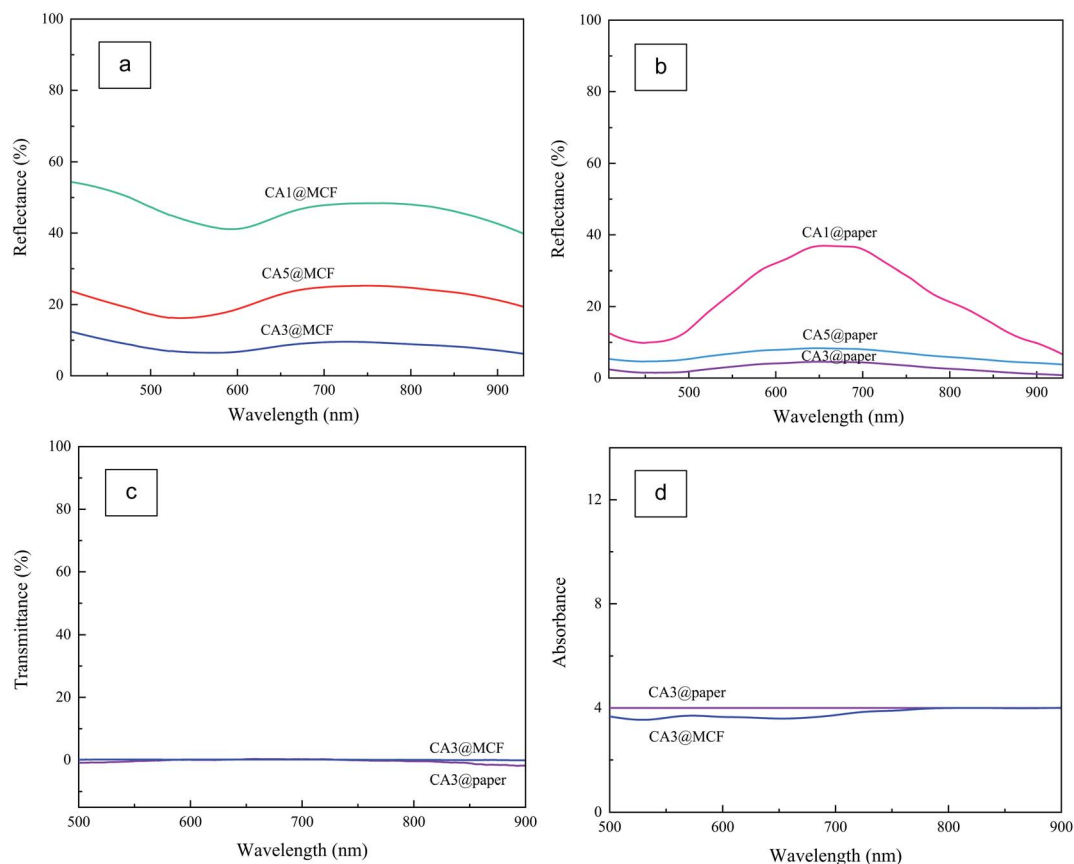 a
100
80
60
40
20
0
Reflectance (%)
CA1@MCF
CA5@MCF
CA3@MCF
500 600 700 800 900
Wavelength (nm)
b
100
80
60
40
20
0
Reflectance (%)
CA1@paper
CA5@paper
CA3@paper
500 600 700 800 900
Wavelength (nm)
c
100
80
60
40
20
0
Transmittance (%)
CA3@MCF
CA3@paper
500 600 700 800 900
Wavelength (nm)
d
12
8
4
0
Absorbance
CA3@paper
CA3@MCF
500 600 700 800 900
Wavelength (nm)